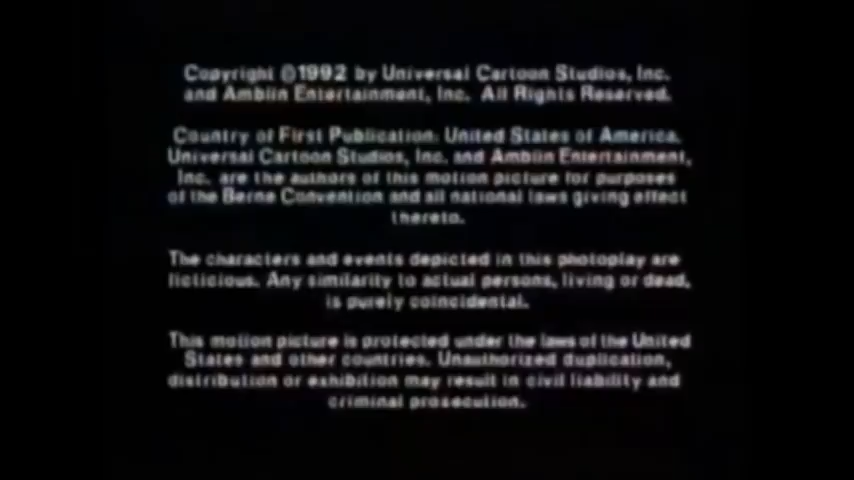 Copyright ©1992 by Universal Cartoon Studios, Inc.
and Amblin Entertainment, Inc. All Rights Reserved.
Country of First Publication: United States of America.
Universal Cartoon Studios, Inc. and Amblin Entertainment,
Inc. are the authors of this motion picture for purposes
of the Berne Convention and all national laws giving effect
thereto.
The characters and events depicted in this photoplay are
ficticious. Any similarity to actual persons, living or dead,
is purely coincidental.
This motion picture is protected under the laws of the United
States and other countries. Unauthorized duplication,
distribution or exhibition may result in civil liability and
criminal prosecution.